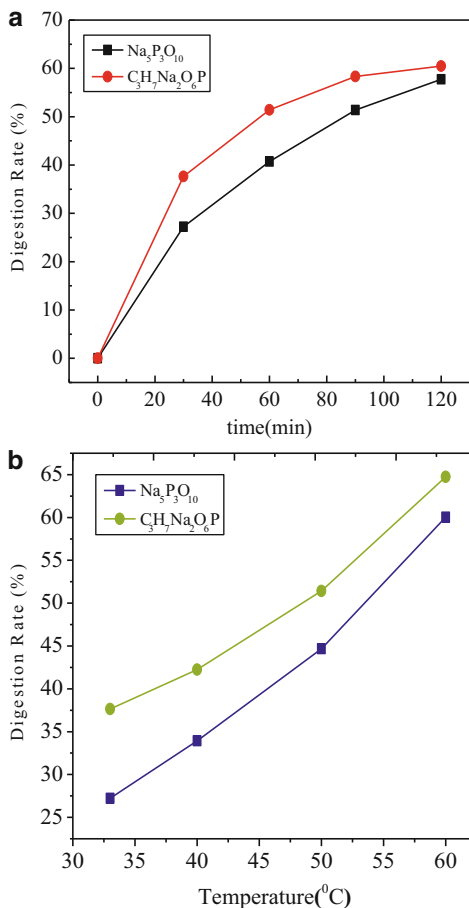 a
70
60
50
40
30
20
10
0
Digestion Rate (%)
Na₅P₃O₁₀
C₃H₇Na₂O₆P
0 20 40 60 80 100 120
time(min)
b
65
60
55
50
45
40
35
30
25
Digestion Rate (%)
Na₅P₃O₁₀
C₃H₇Na₂O₆P
30 35 40 45 50 55 60
Temperature(⁰C)